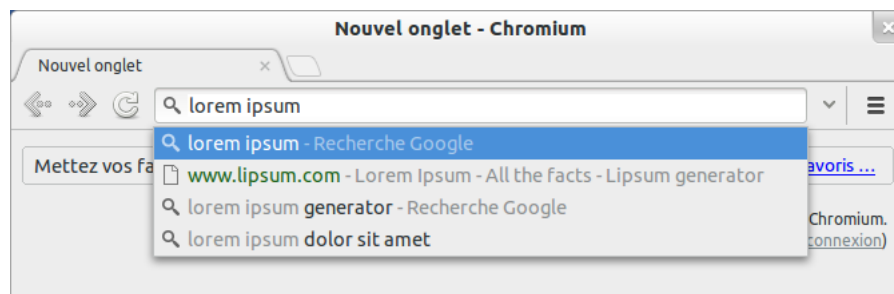 Nouvel onglet - Chromium
Nouvel onglet
lorem ipsum
lorem ipsum - Recherche Google
Mettez vos fa
avoris ...
www.lipsum.com - Lorem Ipsum - All the facts - Lipsum generator
lorem ipsum generator - Recherche Google
Chromium.
lorem ipsum dolor sit amet
connexion)